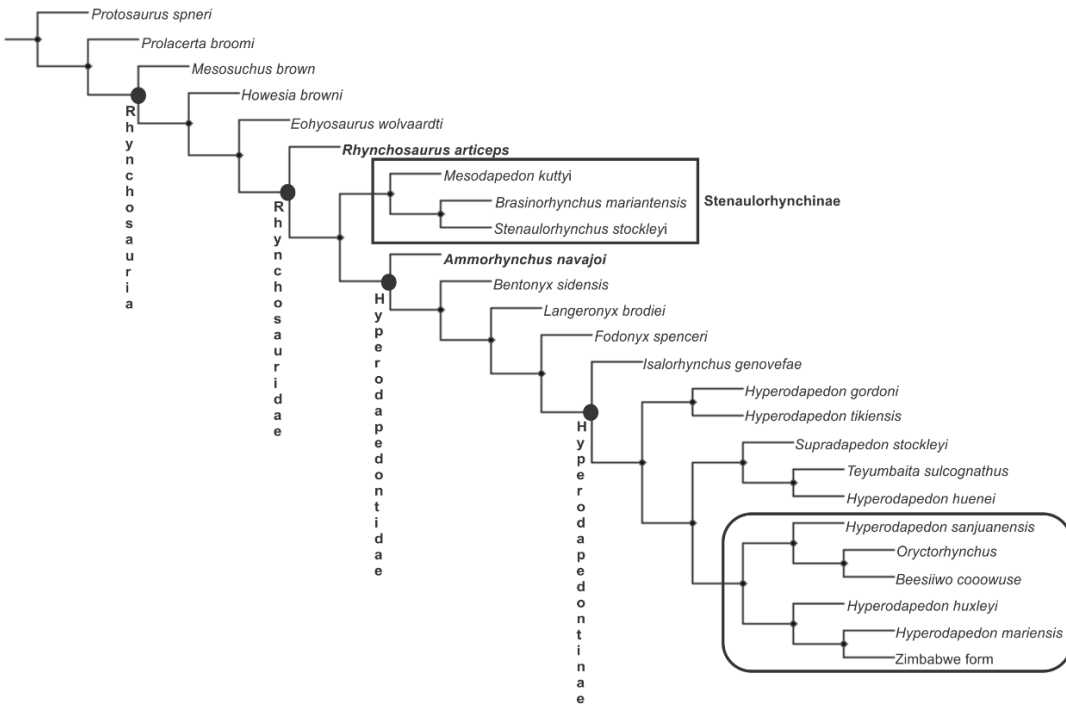 Protosaurus spneri
Prolacerta broomi
Mesosuchus brown
Howesia browni
Eohyosaurus wolvaardti
Rhynchosaurus articeps
Mesodapedon kuttyi
Brasinorhynchus mariantensis
Stenaulorhynchinae
Stenaulorhynchus stockleyi
Ammorhynchus navajoi
Bentonyx sidensis
Langeronyx brodiei
Fodonyx spenceri
Isalorhynchus genovefae
Hyperodapedon gordoni
Hyperodapedon tikiensis
Supradapedon stockleyi
Teyumbaita sulcognathus
Hyperodapedon huenei
Hyperodapedon sanjuanensis
Oryctorhynchus
Beesiiwo cooowuse
Hyperodapedon huxleyi
Hyperodapedon mariensis
Zimbabwe form
Rhynchosauria
Rhynchosauridae
Hyperodapedontidae
Hyperodapedontinae